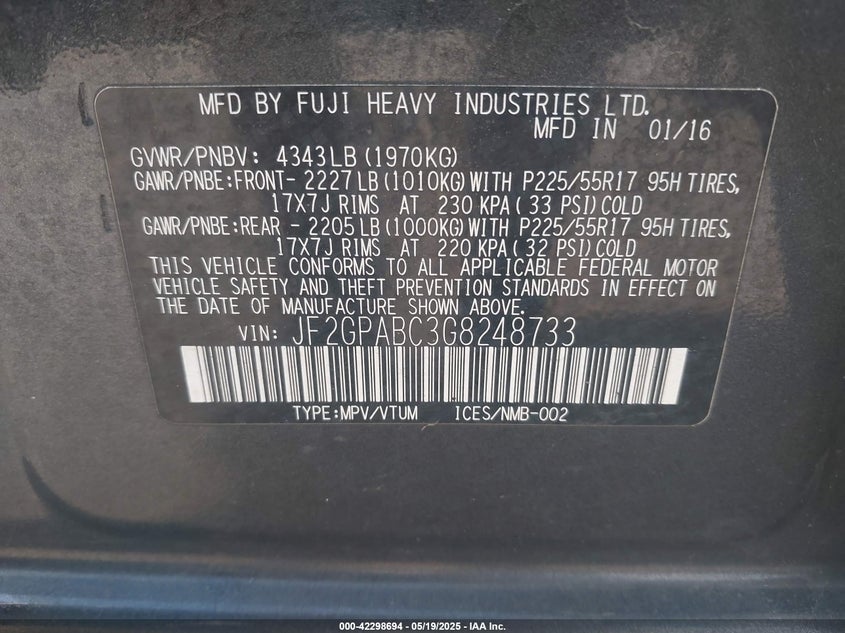 MFD BY FUJI HEAVY INDUSTRIES LTD.
MFD IN 01/16
GVWR/PNBV: 4343LB (1970KG)
GAWR/PNBE:FRONT- 2227LB (1010KG) WITH P225/55R17 95H TIRES,
17X7J RIMS AT 230 KPA ( 33 PSI) COLD
GAWR/PNBE:REAR - 2205LB (1000KG) WITH P225/55R17 95H TIRES,
17X7J RIMS AT 220 KPA ( 32 PSI) COLD
THIS VEHICLE CONFORMS TO ALL APPLICABLE FEDERAL MOTOR
VEHICLE SAFETY AND THEFT PREVENTION STANDARDS IN EFFECT ON
THE DATE OF MANUFACTURE SHOWN ABOVE.
VIN: JF2GPABC3G8248733
TYPE:MPV/VTUM ICES/NMB-002
000-42298694 - 05/19/2025 - IAA Inc.